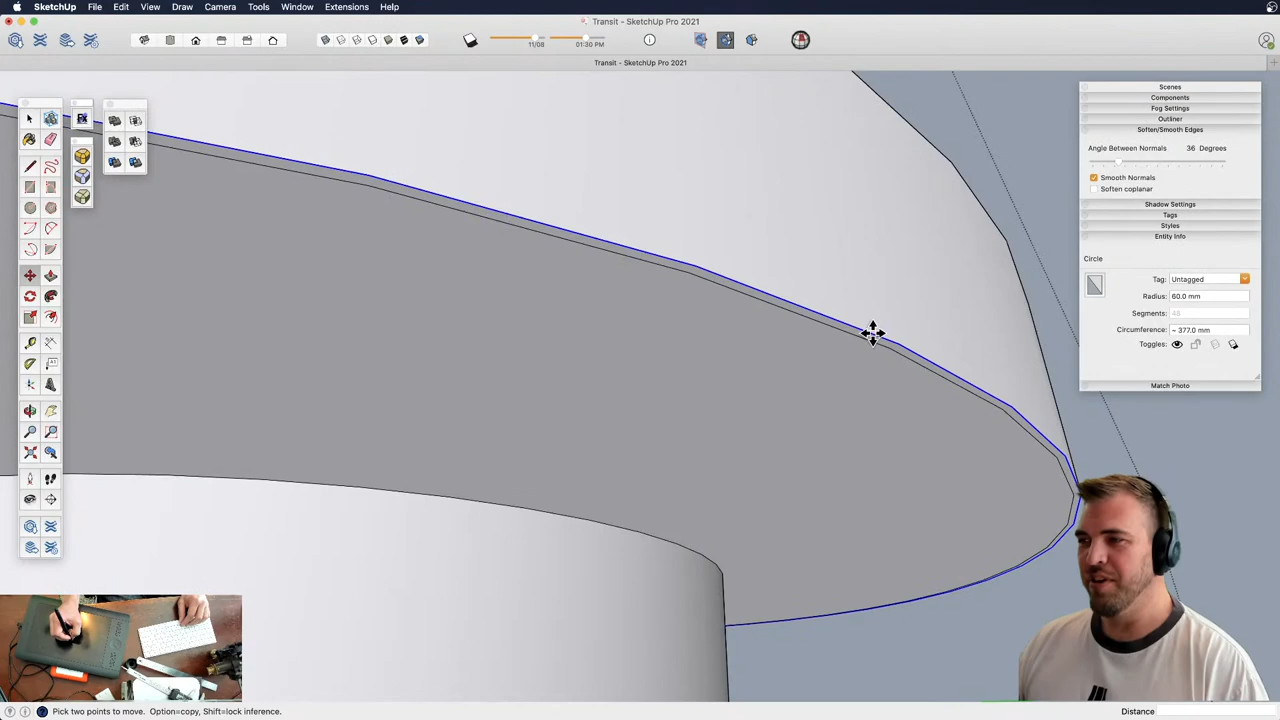 SketchUp File Edit View Draw Camera Tools Window Extensions Help
Transit - SketchUp Pro 2021
11/08 01:30 PM
Transit - SketchUp Pro 2021
Scenes
Components
Fog Settings
Outliner
Soften/Smooth Edges
Angle Between Normals 36 Degrees
Smooth Normals
Soften coplanar
Shadow Settings
Tags
Styles
Entity Info
Circle
Tag: Untagged
Radius: 60.0 mm
Segments: 48
Circumference: ~ 377.0 mm
Toggles:
Match Photo
Pick two points to move. Option=copy, Shift=lock inference. Distance